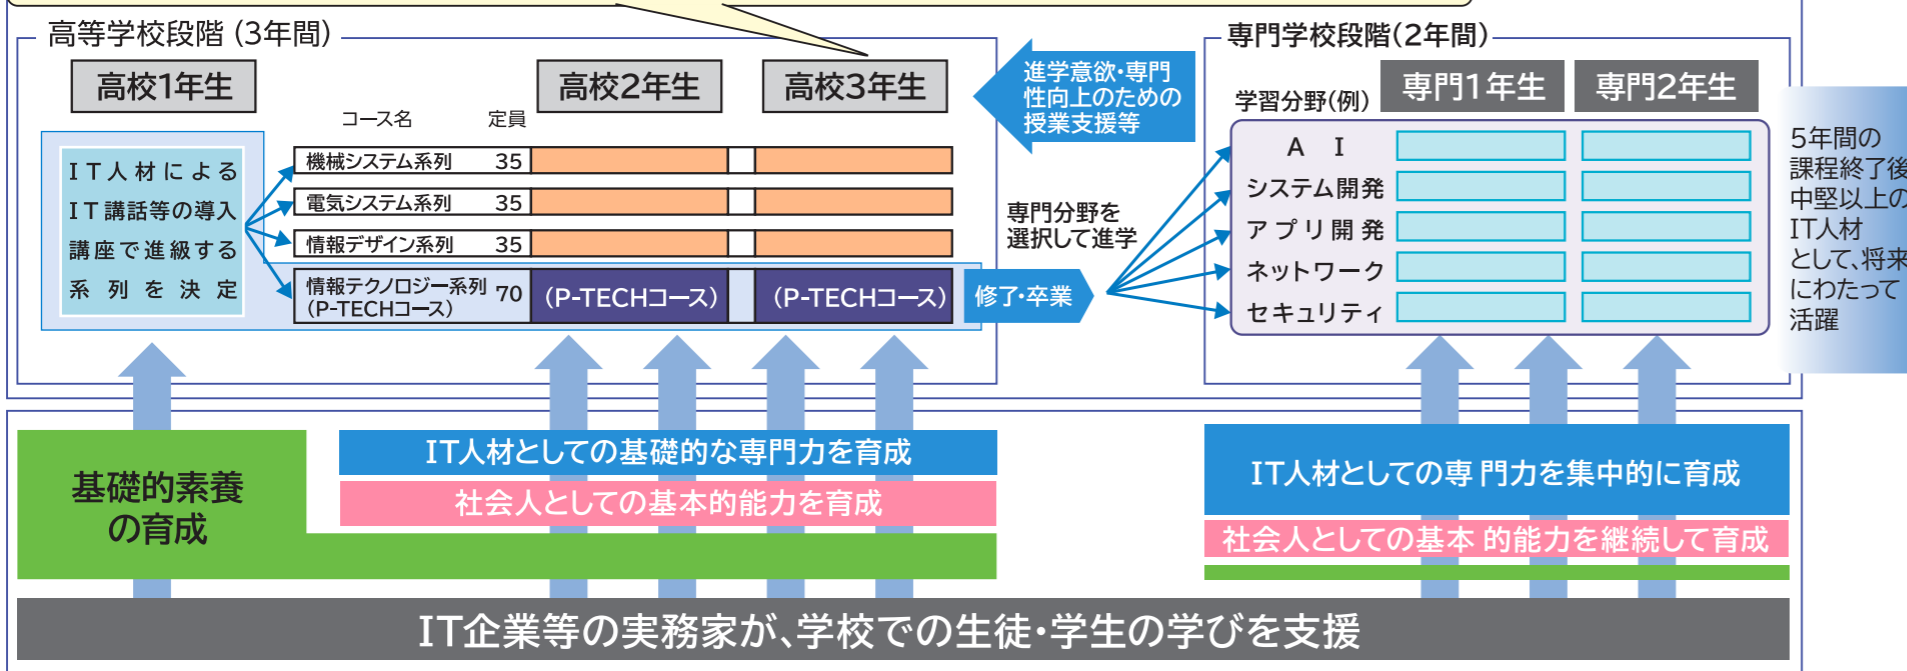 高等学校段階 (3年間)
高校1年生
高校2年生
高校3年生
コース名
定員
IT人材による
IT講話等の導入
講座で進級する
系列を決定
機械システム系列 35
電気システム系列 35
情報デザイン系列 35
情報テクノロジー系列 70
(P-TECHコース)
(P-TECHコース)
(P-TECHコース)
進学意欲・専門
性向上のための
授業支援等
専門分野を
選択して進学
修了・卒業
専門学校段階(2年間)
学習分野(例)
専門1年生
専門2年生
AI
システム開発
アプリ開発
ネットワーク
セキュリティ
5年間の
課程終了後
中堅以上の
IT人材
として、将来
にわたって
活躍
基礎的素養
の育成
IT人材としての基礎的な専門力を育成
社会人としての基本的能力を育成
IT人材としての専門力を集中的に育成
社会人としての基本的能力を継続して育成
IT企業等の実務家が、学校での生徒・学生の学びを支援